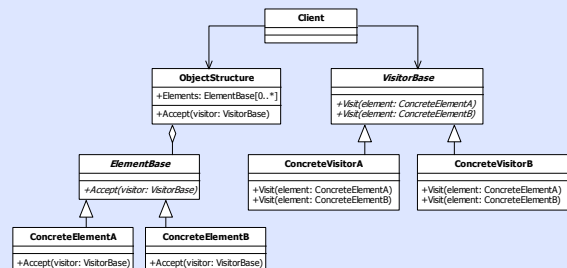 Client
ObjectStructure
+Elements: ElementBase[0..*]
+Accept(visitor: VisitorBase)
VisitorBase
+Visit(element: ConcreteElementA)
+Visit(element: ConcreteElementB)
ElementBase
+Accept(visitor: VisitorBase)
ConcreteVisitorA
+Visit(element: ConcreteElementA)
+Visit(element: ConcreteElementB)
ConcreteVisitorB
+Visit(element: ConcreteElementA)
+Visit(element: ConcreteElementB)
ConcreteElementA
+Accept(visitor: VisitorBase)
ConcreteElementB
+Accept(visitor: VisitorBase)